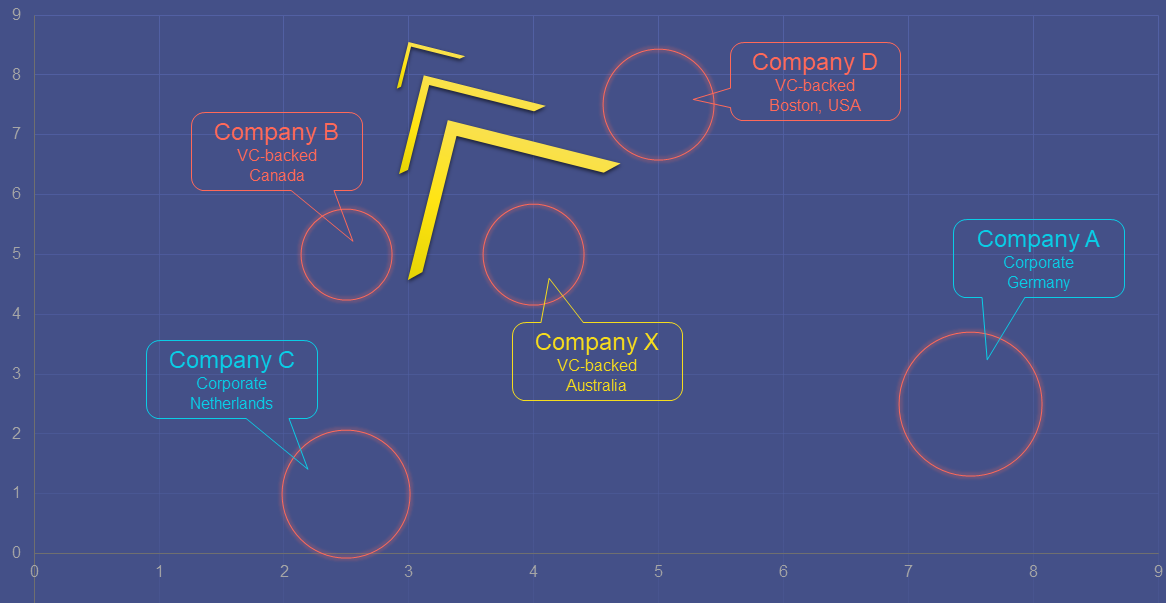 9
8
7
6
5
4
3
2
1
0
0 1 2 3 4 5 6 7 8 9
Company D
VC-backed
Boston, USA
Company B
VC-backed
Canada
Company A
Corporate
Germany
Company X
VC-backed
Australia
Company C
Corporate
Netherlands